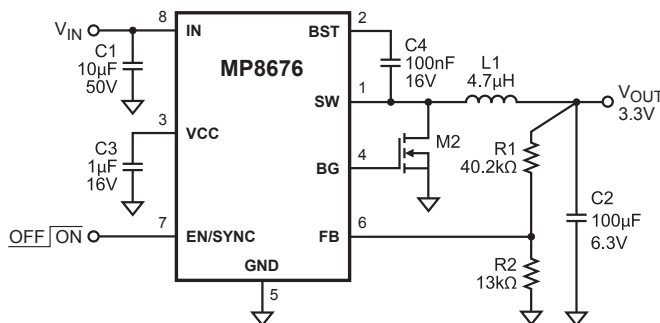 VIN
8
IN
C1
10µF
50V
MP8676
BST
2
C4
100nF
16V
SW
1
L1
4.7µH
VOUT
3.3V
3
VCC
C3
1µF
16V
BG
4
M2
R1
40.2kΩ
C2
100µF
6.3V
OFF ON
7
EN/SYNC
FB
6
GND
5
R2
13kΩ